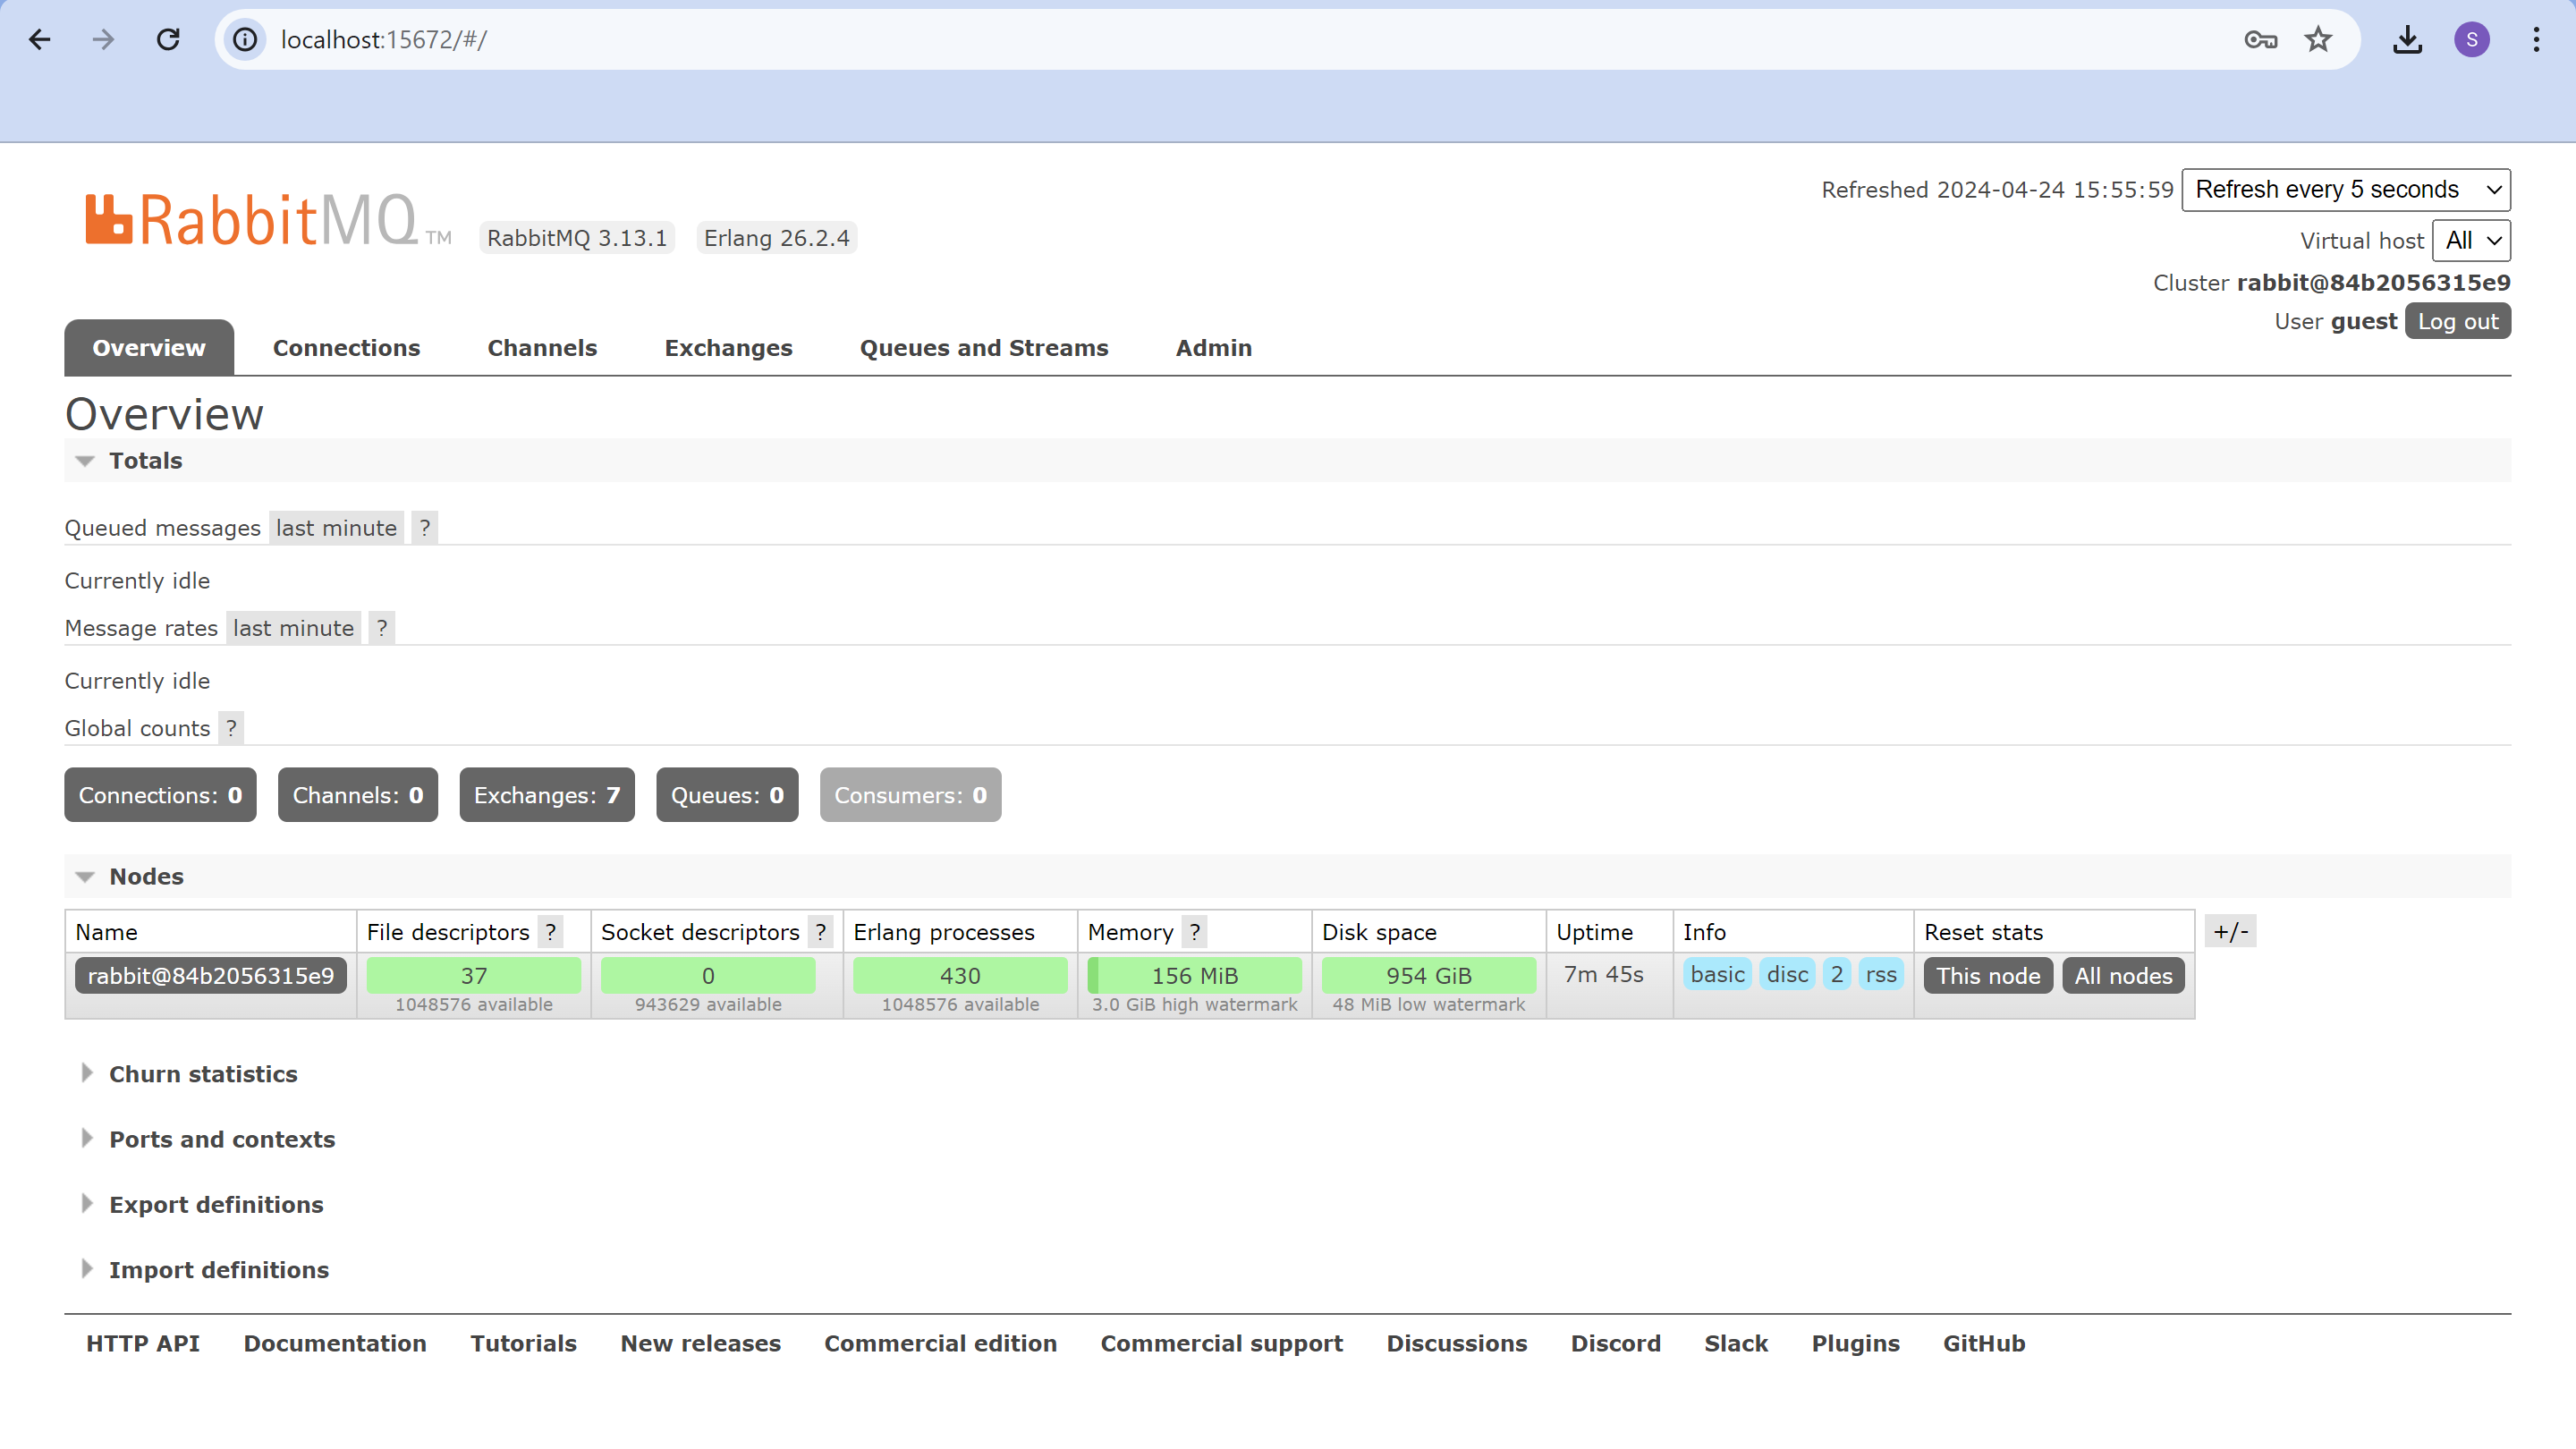 localhost:15672/#/
S
RabbitMQ TM
RabbitMQ 3.13.1 Erlang 26.2.4
Refreshed 2024-04-24 15:55:59 Refresh every 5 seconds
Virtual host All
Cluster rabbit@84b2056315e9
User guest Log out
Overview Connections Channels Exchanges Queues and Streams Admin
Overview
Totals
Queued messages last minute ?
Currently idle
Message rates last minute ?
Currently idle
Global counts ?
Connections: 0 Channels: 0 Exchanges: 7 Queues: 0 Consumers: 0
Nodes
Name File descriptors ? Socket descriptors ? Erlang processes Memory ? Disk space Uptime Info Reset stats +/-
rabbit@84b2056315e9 37 0 430 156 MiB 954 GiB 7m 45s basic disc 2 rss This node All nodes
1048576 available 943629 available 1048576 available 3.0 GiB high watermark 48 MiB low watermark
Churn statistics
Ports and contexts
Export definitions
Import definitions
HTTP API Documentation Tutorials New releases Commercial edition Commercial support Discussions Discord Slack Plugins GitHub